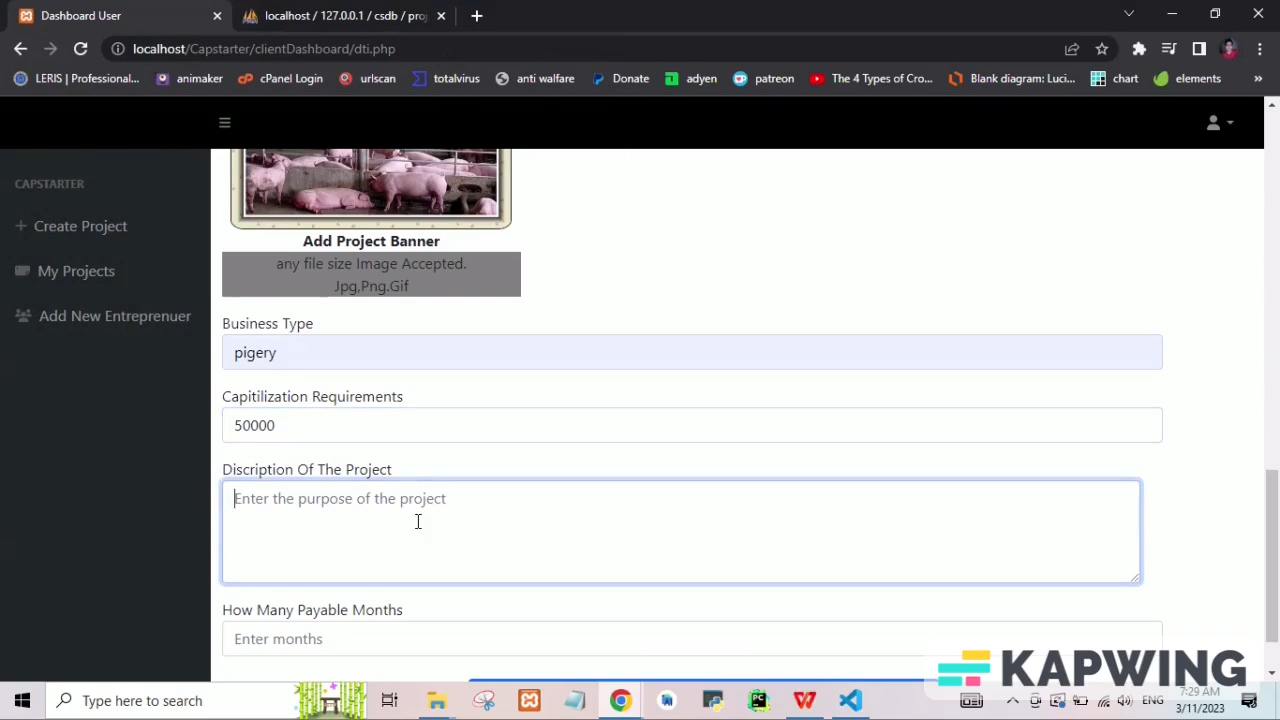 Dashboard User
localhost / 127.0.0.1 / csdb / proj
localhost/Capstarter/clientDashboard/dti.php
LERIS | Professional...
animaker
cPanel Login
urlscan
totalvirus
anti walfare
Donate
adyen
patreon
The 4 Types of Cro...
Blank diagram: Luci...
chart
elements
CAPSTARTER
Create Project
My Projects
Add New Entreprenuer
Add Project Banner
any file size Image Accepted.
Jpg,Png.Gif
Business Type
pigery
Capitilization Requirements
50000
Discription Of The Project
Enter the purpose of the project
How Many Payable Months
Enter months
KAPWING
Type here to search
ENG
7:29 AM
3/11/2023